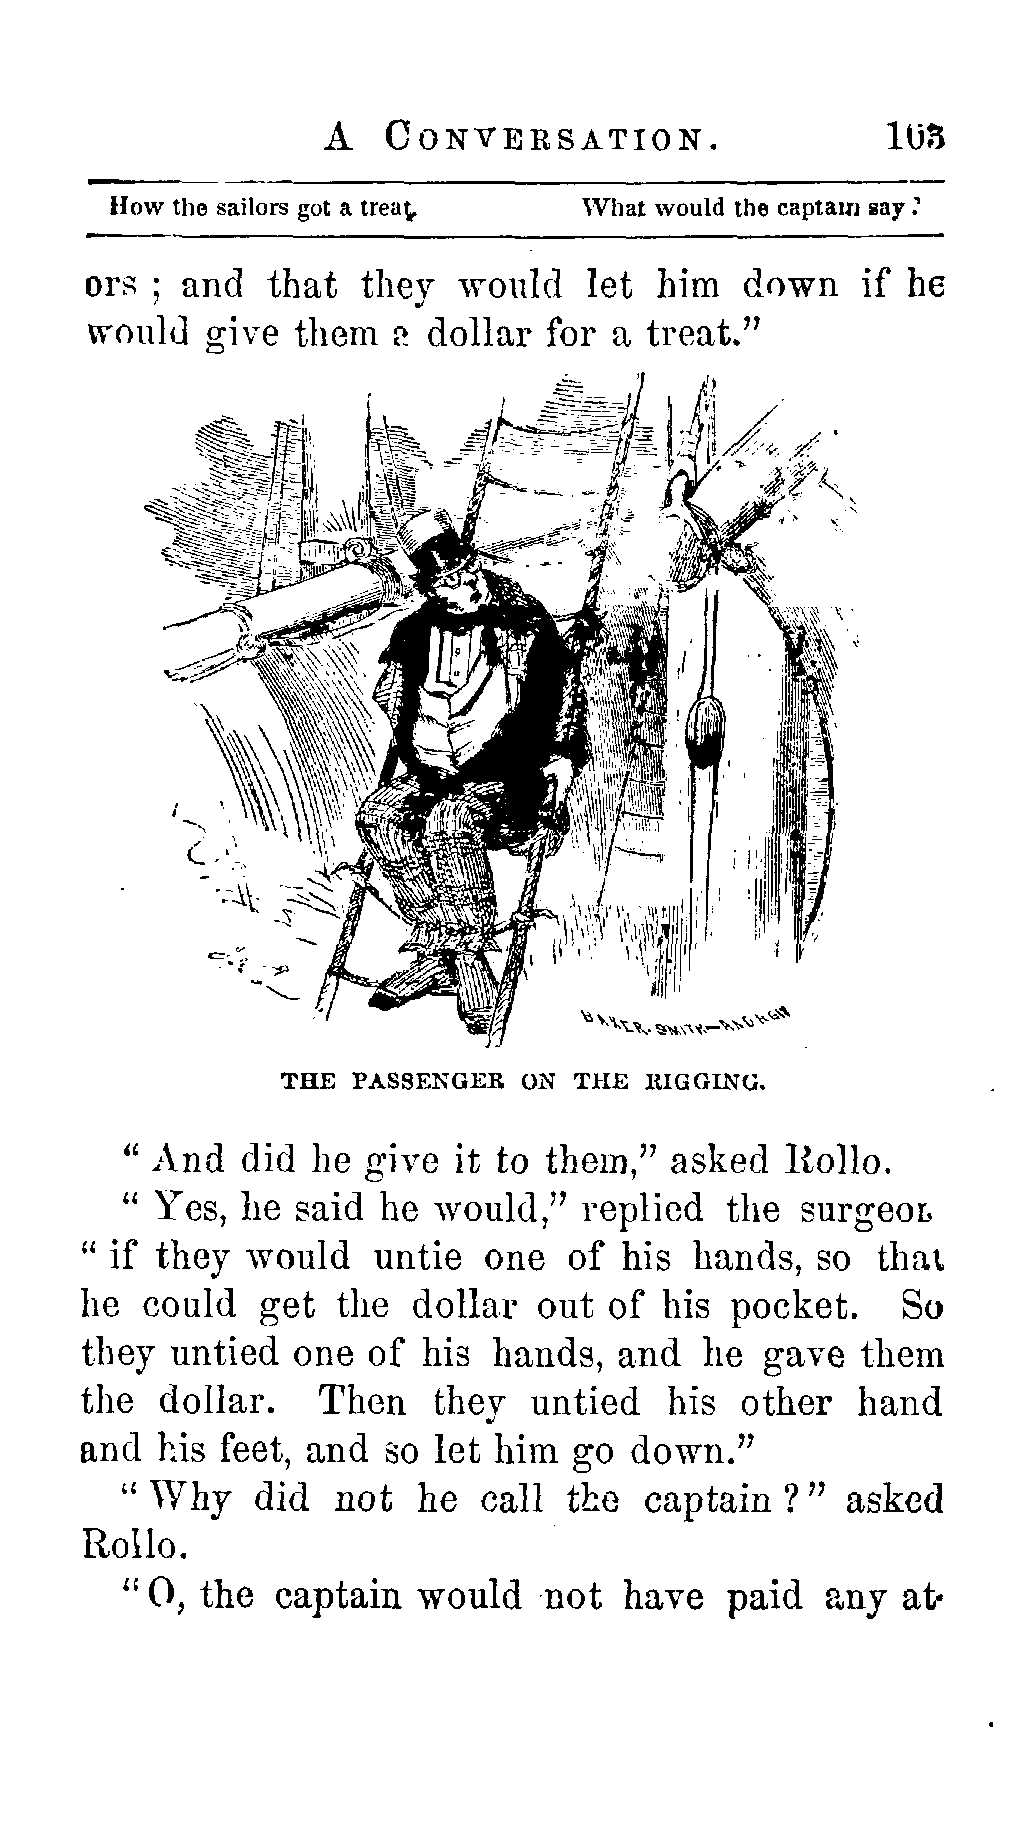 A CONVERSATION. 163
How the sailors got a treat. What would the captain say?
ors ; and that they would let him down if he
would give them a dollar for a treat.”
BAKER-SMITH-
THE PASSENGER ON THE RIGGING.
“ And did he give it to them,” asked Rollo.
“ Yes, he said he would,” replied the surgeon
“ if they would untie one of his hands, so that
he could get the dollar out of his pocket. So
they untied one of his hands, and he gave them
the dollar. Then they untied his other hand
and his feet, and so let him go down.”
“ Why did not he call the captain ? ” asked
Rollo.
“ O, the captain would not have paid any at-